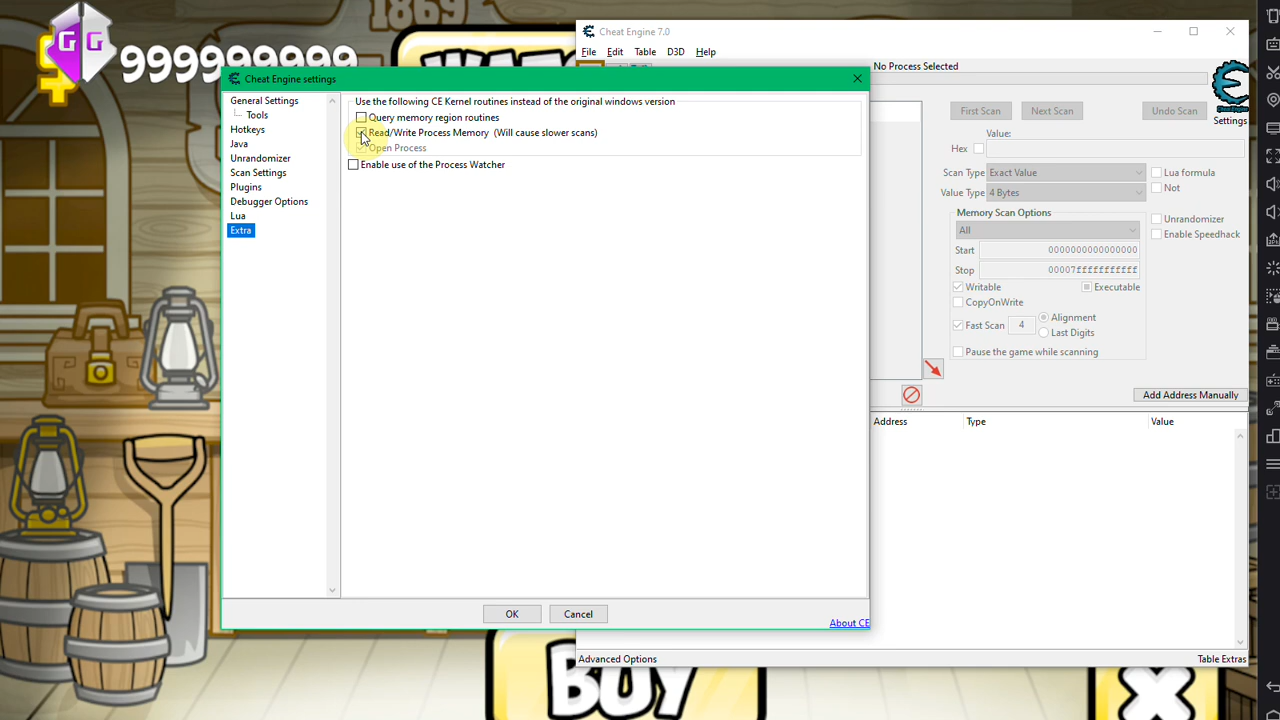 1869
G G
999999999
Cheat Engine 7.0
File Edit Table D3D Help
No Process Selected
Settings
First Scan Next Scan Undo Scan
Value:
Hex
Scan Type Exact Value
Lua formula
Value Type 4 Bytes
Not
Memory Scan Options
All
Unrandomizer
Enable Speedhack
Start 0000000000000000
Stop 00007fffffffffff
Writable Executable
CopyOnWrite
Fast Scan 4 Alignment
Last Digits
Pause the game while scanning
Add Address Manually
Address Type Value
Advanced Options Table Extras
Cheat Engine settings
General Settings
Tools
Hotkeys
Java
Unrandomizer
Scan Settings
Plugins
Debugger Options
Lua
Extra
Use the following CE Kernel routines instead of the original windows version
Query memory region routines
Read/Write Process Memory (Will cause slower scans)
Open Process
Enable use of the Process Watcher
OK Cancel
About CE
BUY
X